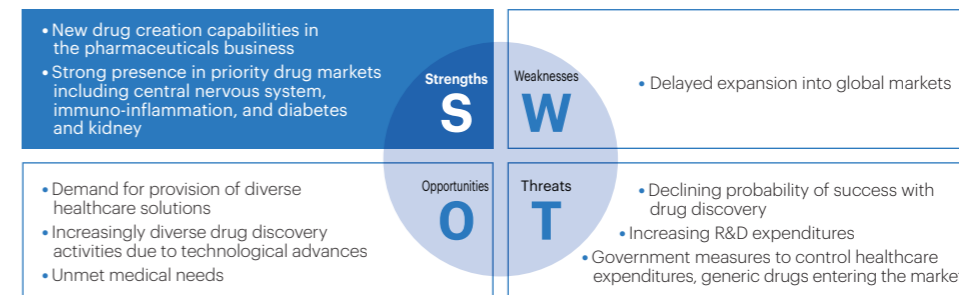 • New drug creation capabilities in
the pharmaceuticals business
• Strong presence in priority drug markets
including central nervous system,
immuno-inflammation, and diabetes
and kidney
Strengths
S
Weaknesses
W
• Delayed expansion into global markets
• Demand for provision of diverse
healthcare solutions
• Increasingly diverse drug discovery
activities due to technological advances
• Unmet medical needs
Opportunities
O
Threats
T
• Declining probability of success with
drug discovery
• Increasing R&D expenditures
• Government measures to control healthcare
expenditures, generic drugs entering the marke